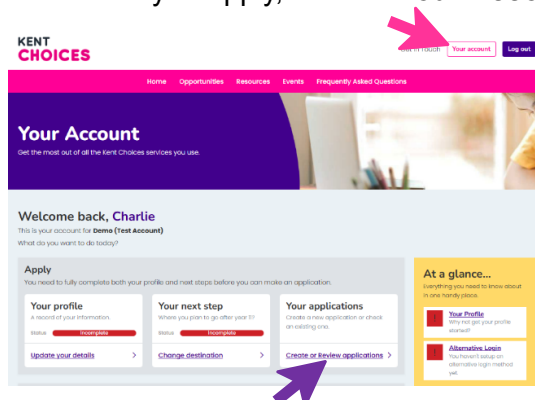 KENT
CHOICES
Get in Touch Your account Log out
Home Opportunities Resources Events Frequently Asked Questions
Your Account
Get the most out of all the Kent Choices services you use.
Welcome back, Charlie
This is your account for Demo (Test Account)
What do you want to do today?
Apply
You need to fully complete both your profile and next steps before you can make an application.
Your profile
A record of your information.
Status Incomplete
Update your details >
Your next step
Where you plan to go after year 11?
Status Incomplete
Change destination >
Your applications
Create a new application or check
an existing one.
Create or Review applications >
At a glance...
Everything you need to know about
in one handy place.
Your Profile
Why not get your profile
started?
Alternative Login
You haven't setup an
alternative login method
yet.